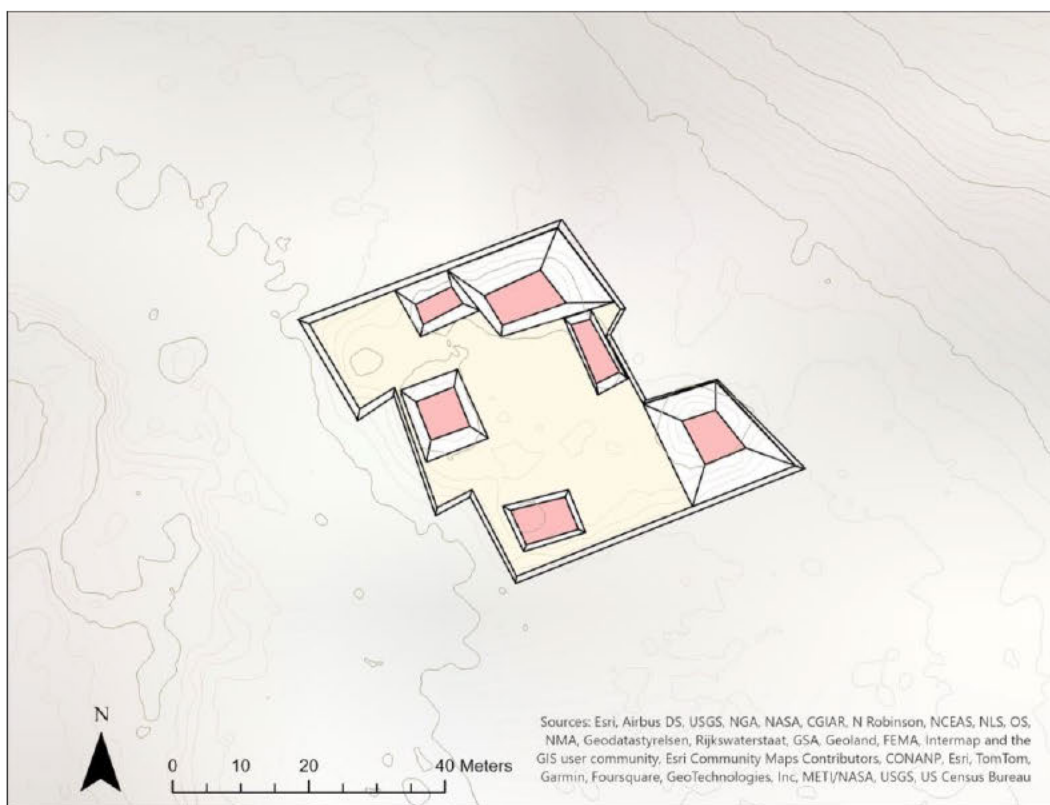 N
0 10 20 40 Meters
Sources: Esri, Airbus DS, USGS, NGA, NASA, CGIAR, N Robinson, NCEAS, NLS, OS,
NMA, Geodatastyrelsen, Rijkswaterstaat, GSA, Geoland, FEMA, Intermap and the
GIS user community, Esri Community Maps Contributors, CONANP, Esri, TomTom,
Garmin, Foursquare, GeoTechnologies, Inc, METI/NASA, USGS, US Census Bureau